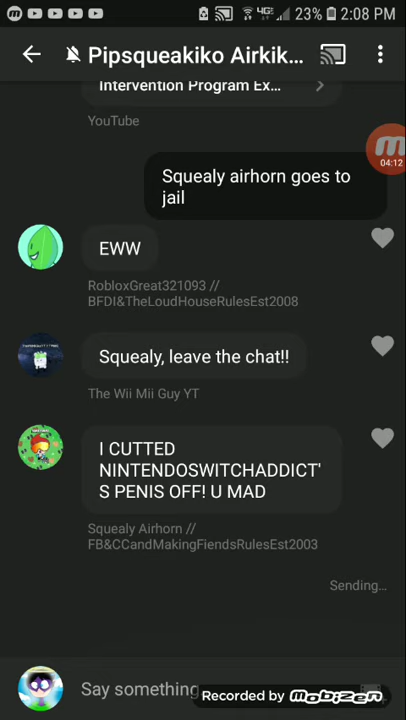 23% 2:08 PM
Pipsqueakiko Airkik...
Intervention Program Ex...
YouTube
04:12
Squealy airhorn goes to
jail
EWW
RobloxGreat321093 //
BFDI&TheLoudHouseRulesEst2008
Squealy, leave the chat!!
The Wii Mii Guy YT
I CUTTED
NINTENDOSWITCHADDICT'
S PENIS OFF! U MAD
Squealy Airhorn //
FB&CCandMakingFiendsRulesEst2003
Sending...
Say something
Recorded by Mobizen